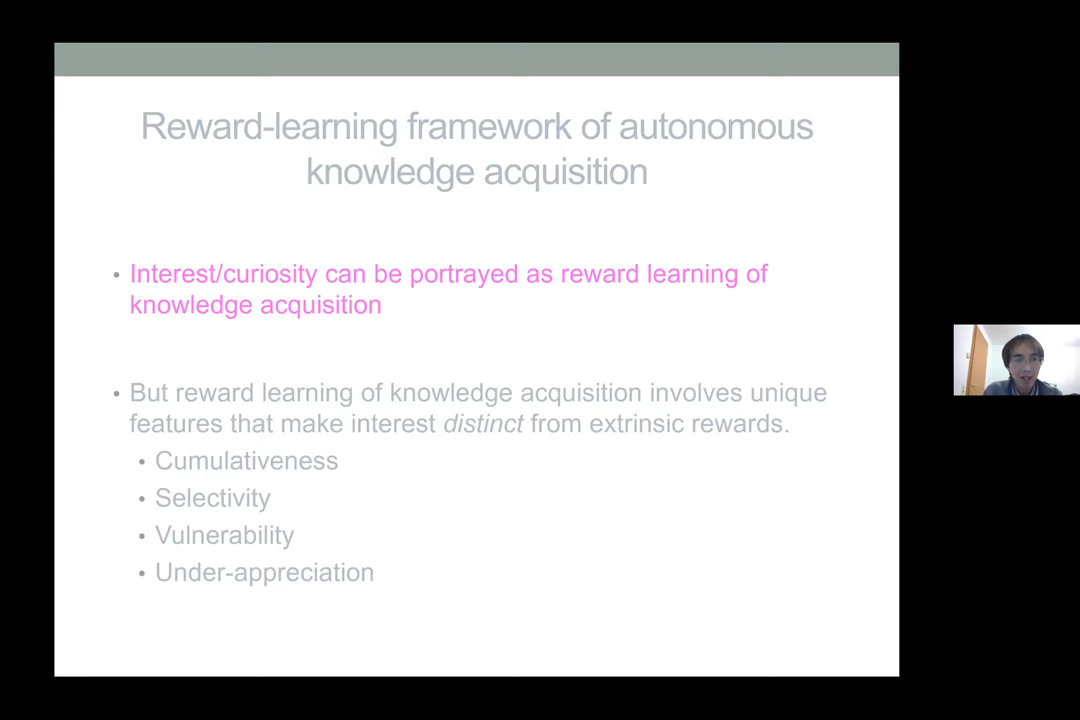 Reward-learning framework of autonomous
knowledge acquisition
• Interest/curiosity can be portrayed as reward learning of
knowledge acquisition
• But reward learning of knowledge acquisition involves unique
features that make interest distinct from extrinsic rewards.
• Cumulativeness
• Selectivity
• Vulnerability
• Under-appreciation